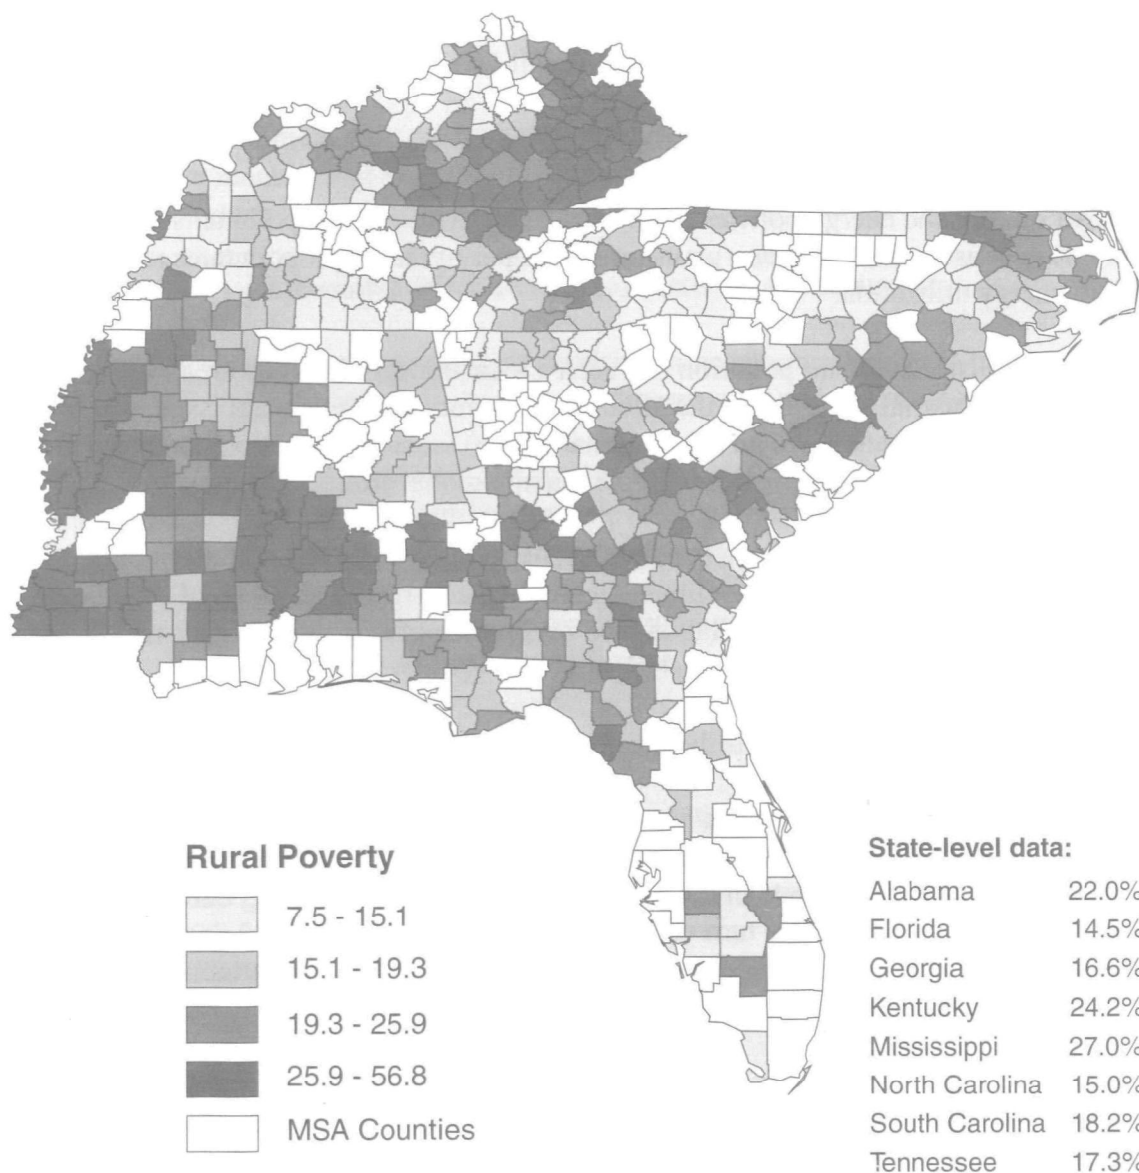 Rural Poverty
7.5 - 15.1
15.1 - 19.3
19.3 - 25.9
25.9 - 56.8
MSA Counties
State-level data:
Alabama 22.0%
Florida 14.5%
Georgia 16.6%
Kentucky 24.2%
Mississippi 27.0%
North Carolina 15.0%
South Carolina 18.2%
Tennessee 17.3%